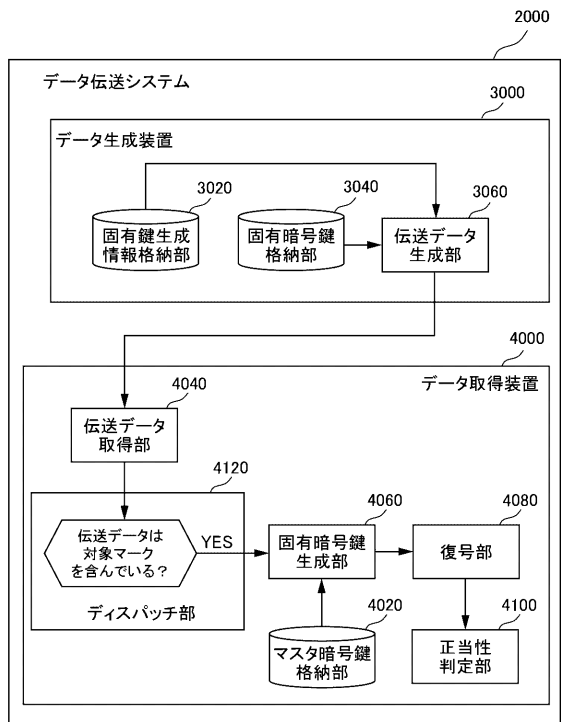 2000
データ伝送システム
3000
データ生成装置
3020
固有鍵生成
情報格納部
3040
固有暗号鍵
格納部
3060
伝送データ
生成部
4000
データ取得装置
4040
伝送データ
取得部
4120
伝送データは
対象マーク
を含んでいる?
YES
ディスパッチ部
4060
固有暗号鍵
生成部
4080
復号部
4020
マスタ暗号鍵
格納部
4100
正当性
判定部